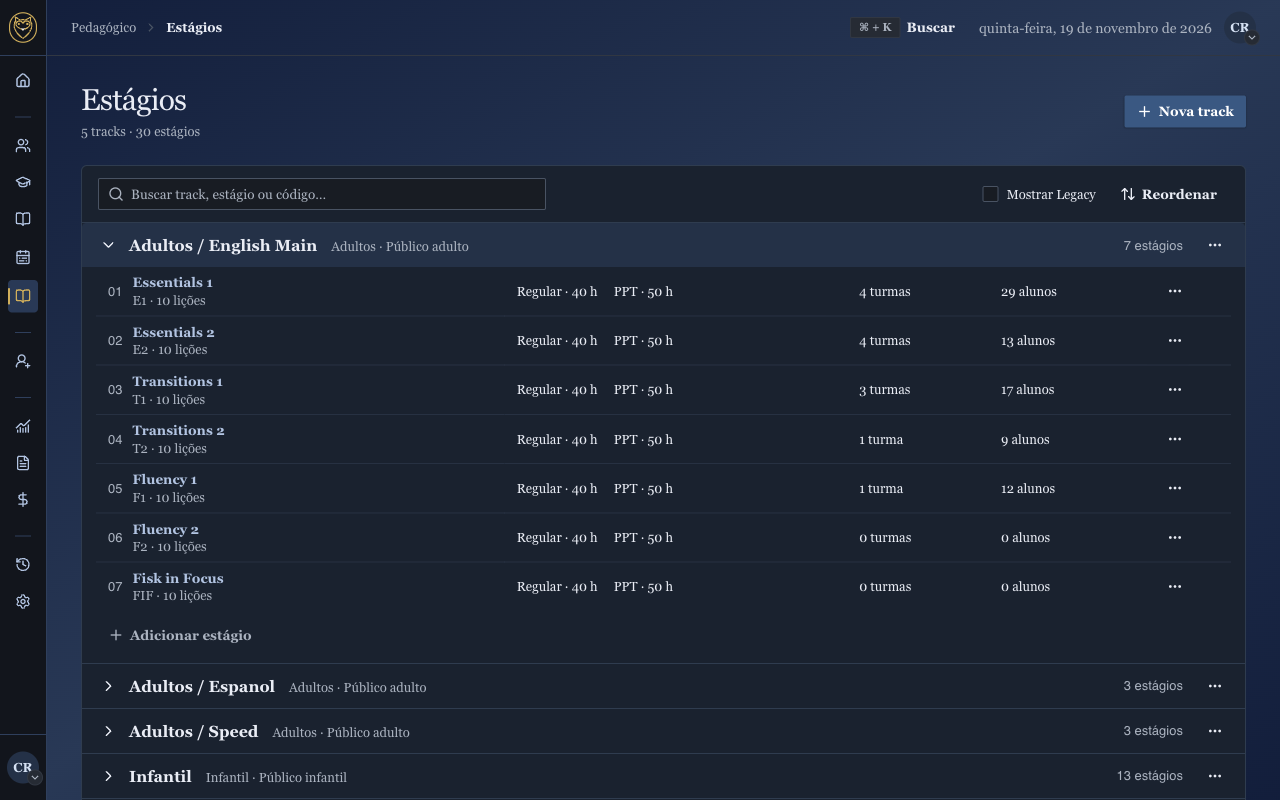 Pedagógico > Estágios
⌘ + K Buscar quinta-feira, 19 de novembro de 2026 CR
Estágios
5 tracks · 30 estágios
+ Nova track
Buscar track, estágio ou código...
Mostrar Legacy
Reordenar
Adultos / English Main Adultos · Público adulto 7 estágios
01 Essentials 1
E1 · 10 lições
Regular · 40 h PPT · 50 h 4 turmas 29 alunos
02 Essentials 2
E2 · 10 lições
Regular · 40 h PPT · 50 h 4 turmas 13 alunos
03 Transitions 1
T1 · 10 lições
Regular · 40 h PPT · 50 h 3 turmas 17 alunos
04 Transitions 2
T2 · 10 lições
Regular · 40 h PPT · 50 h 1 turma 9 alunos
05 Fluency 1
F1 · 10 lições
Regular · 40 h PPT · 50 h 1 turma 12 alunos
06 Fluency 2
F2 · 10 lições
Regular · 40 h PPT · 50 h 0 turmas 0 alunos
07 Fisk in Focus
FIF · 10 lições
Regular · 40 h PPT · 50 h 0 turmas 0 alunos
+ Adicionar estágio
Adultos / Espanol Adultos · Público adulto 3 estágios
Adultos / Speed Adultos · Público adulto 3 estágios
Infantil Infantil · Público infantil 13 estágios
CR